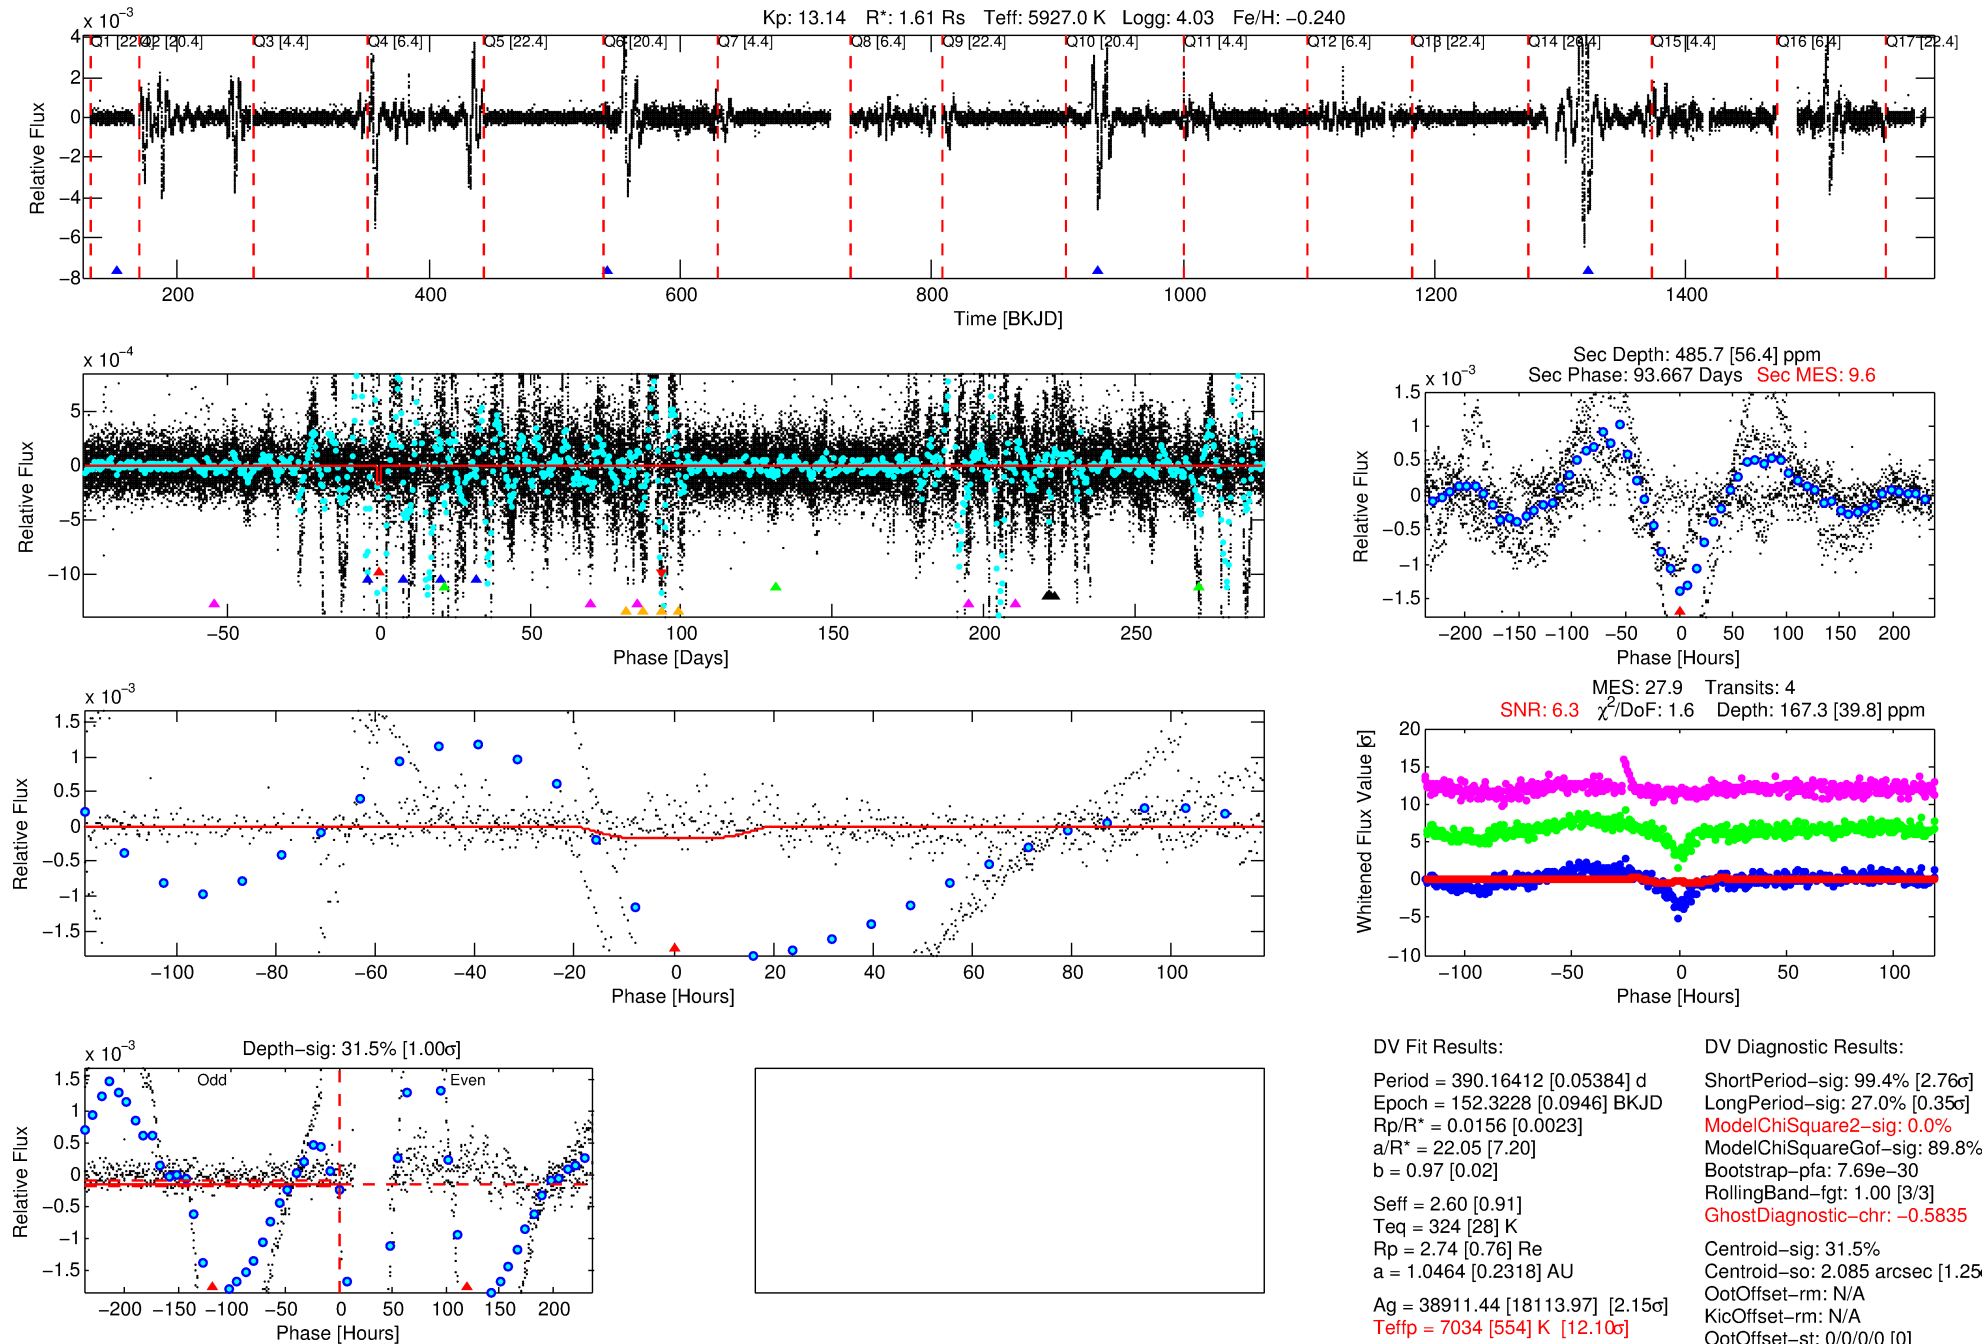 Kp: 13.14 R*: 1.61 Rs Teff: 5927.0 K Logg: 4.03 Fe/H: −0.240
x 10⁻³
Q1 [22.4] Q2 [20.4] Q3 [4.4] Q4 [6.4] Q5 [22.4] Q6 [20.4] Q7 [4.4] Q8 [6.4] Q9 [22.4] Q10 [20.4] Q11 [4.4] Q12 [6.4] Q13 [22.4] Q14 [20.4] Q15 [4.4] Q16 [6.4] Q17 [22.4]
4
2
0
−2
−4
−6
−8
Relative Flux
200 400 600 800 1000 1200 1400
Time [BKJD]
x 10⁻⁴
5
0
−5
−10
Relative Flux
−50 0 50 100 150 200 250
Phase [Days]
Sec Depth: 485.7 [56.4] ppm
Sec Phase: 93.667 Days Sec MES: 9.6
x 10⁻³
1.5
1
0.5
0
−0.5
−1
−1.5
Relative Flux
−200 −150 −100 −50 0 50 100 150 200
Phase [Hours]
x 10⁻³
1.5
1
0.5
0
−0.5
−1
−1.5
Relative Flux
−100 −80 −60 −40 −20 0 20 40 60 80 100
Phase [Hours]
MES: 27.9 Transits: 4
SNR: 6.3 χ²/DoF: 1.6 Depth: 167.3 [39.8] ppm
20
15
10
5
0
−5
−10
Whitened Flux Value [σ]
−100 −50 0 50 100
Phase [Hours]
Depth−sig: 31.5% [1.00σ]
x 10⁻³
Odd Even
1.5
1
0.5
0
−0.5
−1
−1.5
Relative Flux
−200 −150 −100 −50 0 50 100 150 200
Phase [Hours]
DV Fit Results:
Period = 390.16412 [0.05384] d
Epoch = 152.3228 [0.0946] BKJD
Rp/R* = 0.0156 [0.0023]
a/R* = 22.05 [7.20]
b = 0.97 [0.02]
Seff = 2.60 [0.91]
Teq = 324 [28] K
Rp = 2.74 [0.76] Re
a = 1.0464 [0.2318] AU
Ag = 38911.44 [18113.97] [2.15σ]
Teffp = 7034 [554] K [12.10σ]
DV Diagnostic Results:
ShortPeriod−sig: 99.4% [2.76σ]
LongPeriod−sig: 27.0% [0.35σ]
ModelChiSquare2−sig: 0.0%
ModelChiSquareGof−sig: 89.8%
Bootstrap−pfa: 7.69e−30
RollingBand−fgt: 1.00 [3/3]
GhostDiagnostic−chr: −0.5835
Centroid−sig: 31.5%
Centroid−so: 2.085 arcsec [1.25
OotOffset−rm: N/A
KicOffset−rm: N/A
OotOffset−st: 0/0/0/0 [0]